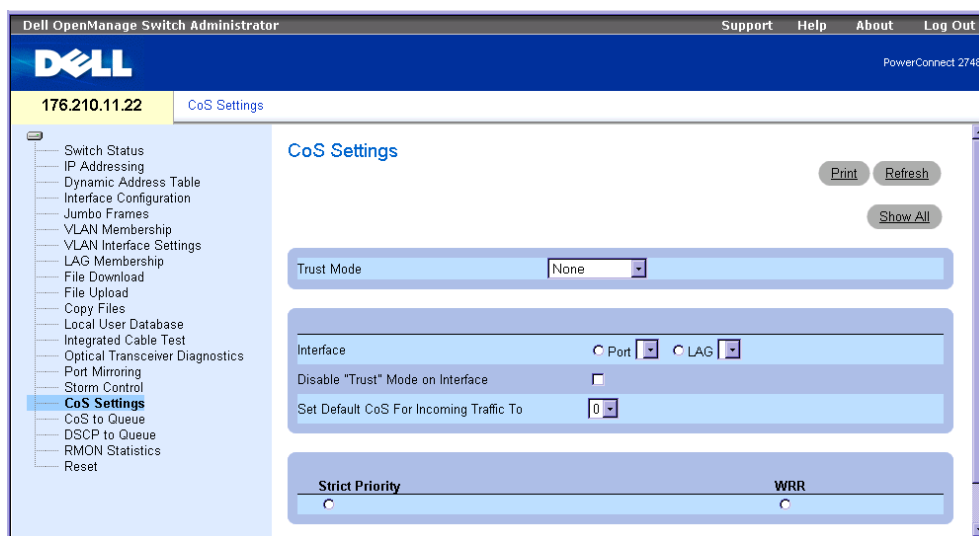 Dell OpenManage Switch Administrator Support Help About Log Out
DELL
PowerConnect 2748
176.210.11.22 CoS Settings
Switch Status
IP Addressing
Dynamic Address Table
Interface Configuration
Jumbo Frames
VLAN Membership
VLAN Interface Settings
LAG Membership
File Download
File Upload
Copy Files
Local User Database
Integrated Cable Test
Optical Transceiver Diagnostics
Port Mirroring
Storm Control
CoS Settings
CoS to Queue
DSCP to Queue
RMON Statistics
Reset
CoS Settings
Print Refresh
Show All
Trust Mode None
Interface Port LAG
Disable "Trust" Mode on Interface
Set Default CoS For Incoming Traffic To 0
Strict Priority WRR